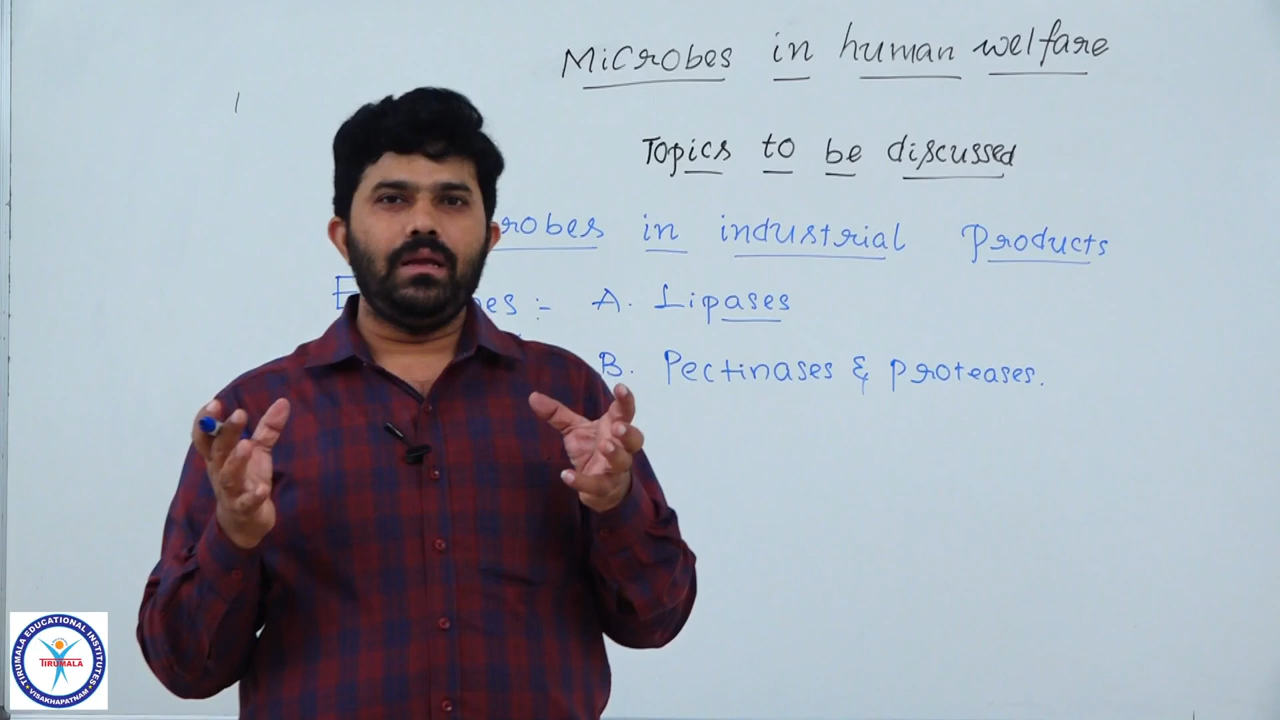 Microbes in human welfare
Topics to be discussed
robes in industrial Products
E es :- A. Lipases
B. Pectinases & proteases.
TIRUMALA EDUCATIONAL INSTITUTES
TIRUMALA
VISAKHAPATNAM